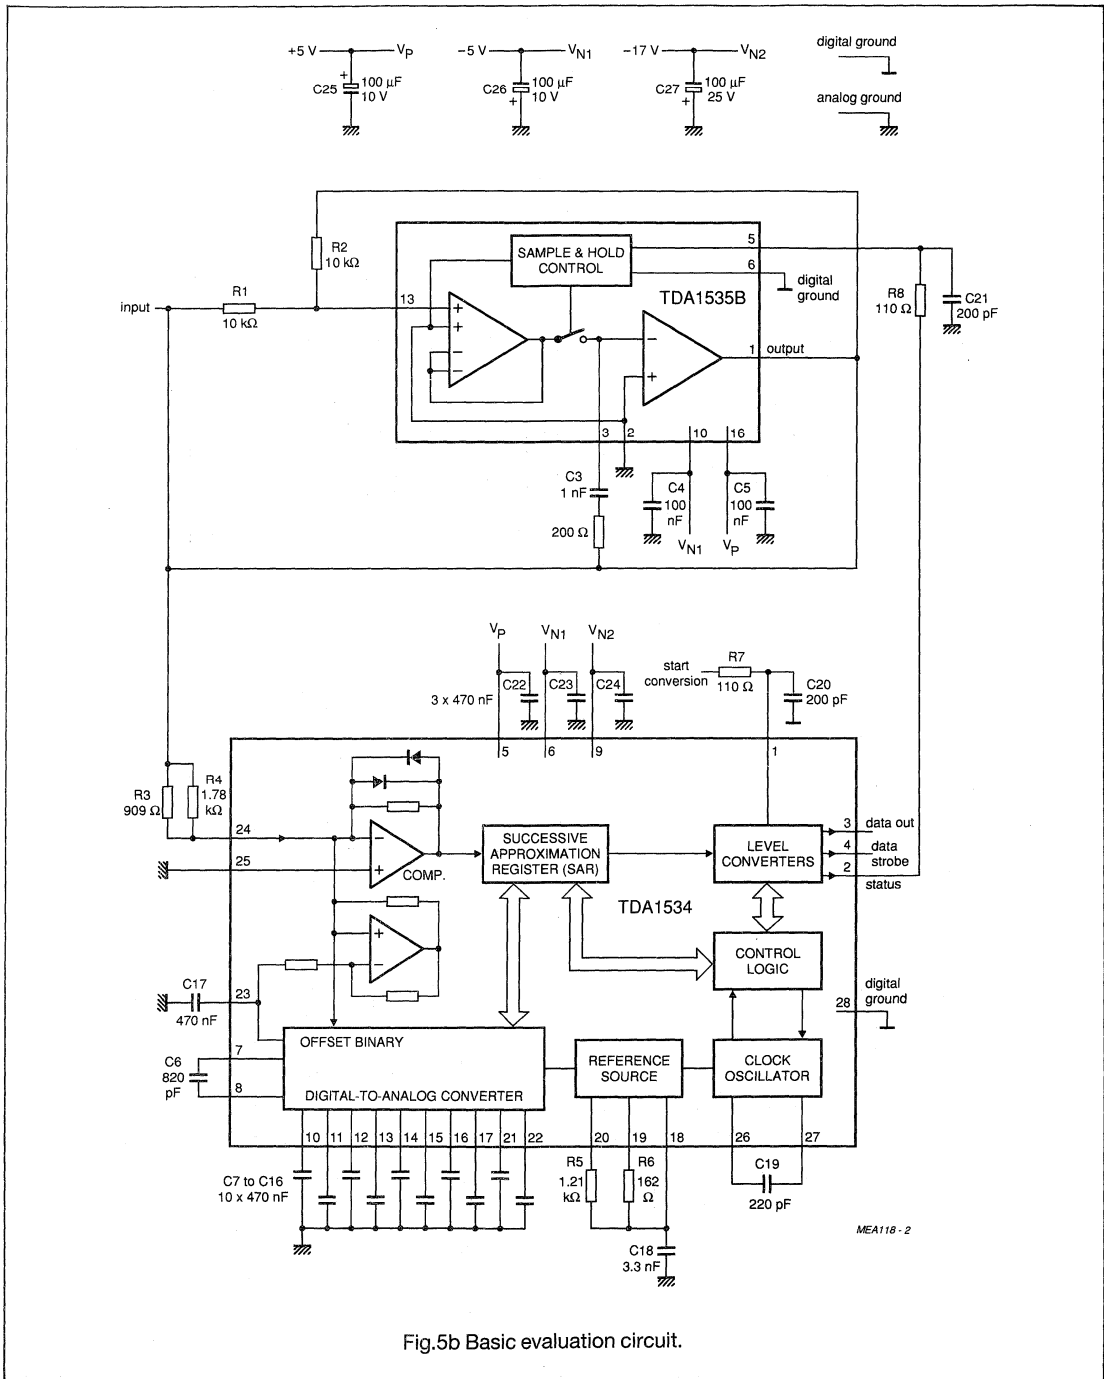 +5 V V_P −5 V V_N1 −17 V V_N2 digital ground
C25 + 100 µF 10 V C26 + 100 µF 10 V C27 + 100 µF 25 V analog ground
5
SAMPLE & HOLD
CONTROL
6
digital
ground
TDA1535B
R2
10 kΩ
R8
110 Ω
C21
200 pF
input
R1
10 kΩ
13
+
+
−
−
−
+
1 output
3 2 10 16
C3
1 nF
200 Ω
C4
100
nF
V_N1
C5
100
nF
V_P
V_P V_N1 V_N2
3 x 470 nF
C22 C23 C24
start
conversion
R7
110 Ω
C20
200 pF
5 6 9 1
R3
909 Ω
R4
1.78
kΩ
24
25
−
+
COMP.
SUCCESSIVE
APPROXIMATION
REGISTER (SAR)
LEVEL
CONVERTERS
3 data out
4 data
strobe
2 status
TDA1534
+
−
CONTROL
LOGIC
C17
470 nF
23
28
digital
ground
OFFSET BINARY
DIGITAL-TO-ANALOG CONVERTER
REFERENCE
SOURCE
CLOCK
OSCILLATOR
C6
820
pF
7
8
10 11 12 13 14 15 16 17 21 22 20 19 18 26 27
C7 to C16
10 x 470 nF
R5
1.21
kΩ
R6
162
Ω
C19
220 pF
C18
3.3 nF
MEA118 - 2
Fig.5b Basic evaluation circuit.